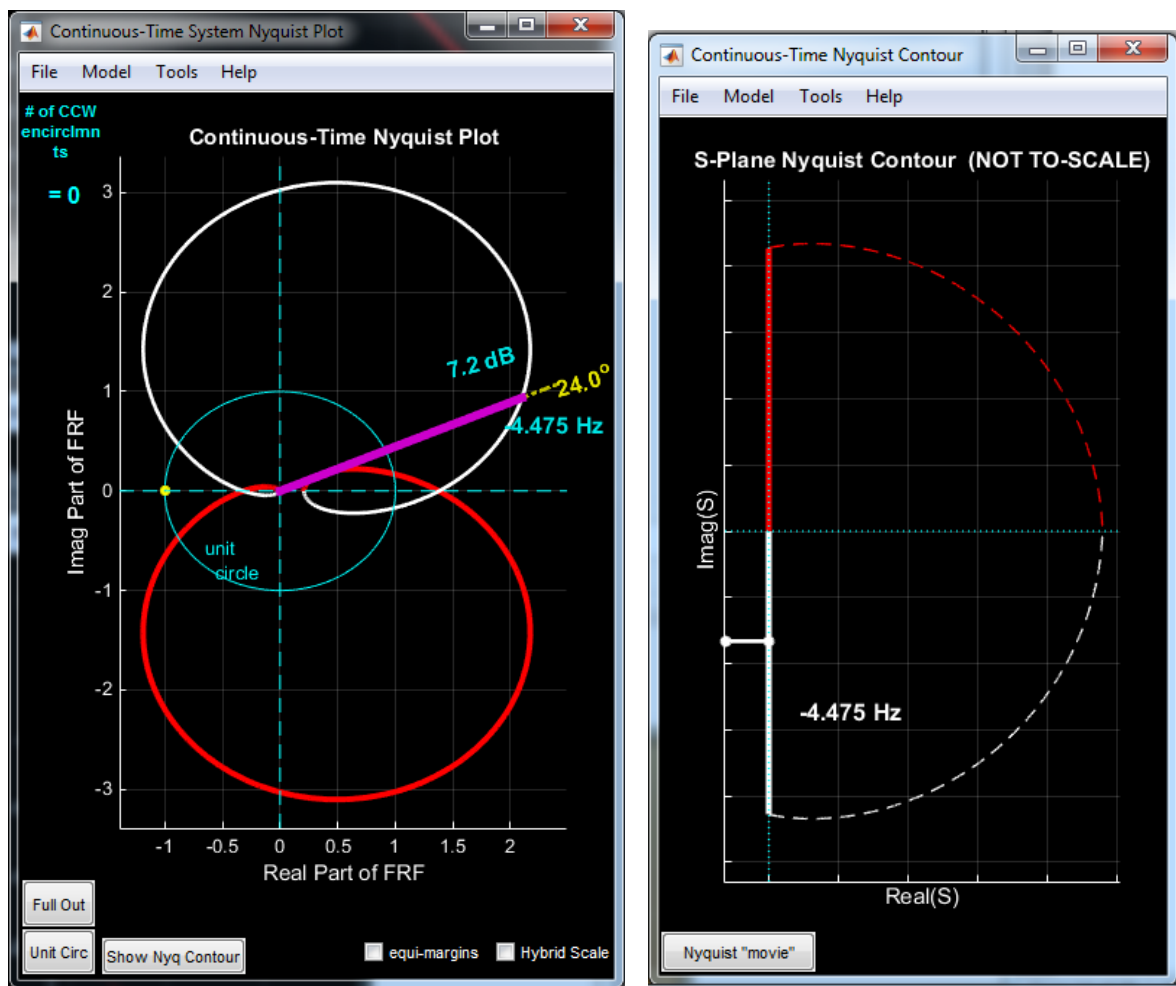 Continuous-Time System Nyquist Plot
File Model Tools Help
# of CCW
encirclmn
ts
= 0
Continuous-Time Nyquist Plot
3
2
1
0
-1
-2
-3
Imag Part of FRF
7.2 dB
24.0°
-4.475 Hz
unit
circle
-1 -0.5 0 0.5 1 1.5 2
Real Part of FRF
Full Out
Unit Circ
Show Nyq Contour
equi-margins
Hybrid Scale
Continuous-Time Nyquist Contour
File Model Tools Help
S-Plane Nyquist Contour (NOT TO-SCALE)
Imag(S)
-4.475 Hz
Real(S)
Nyquist "movie"